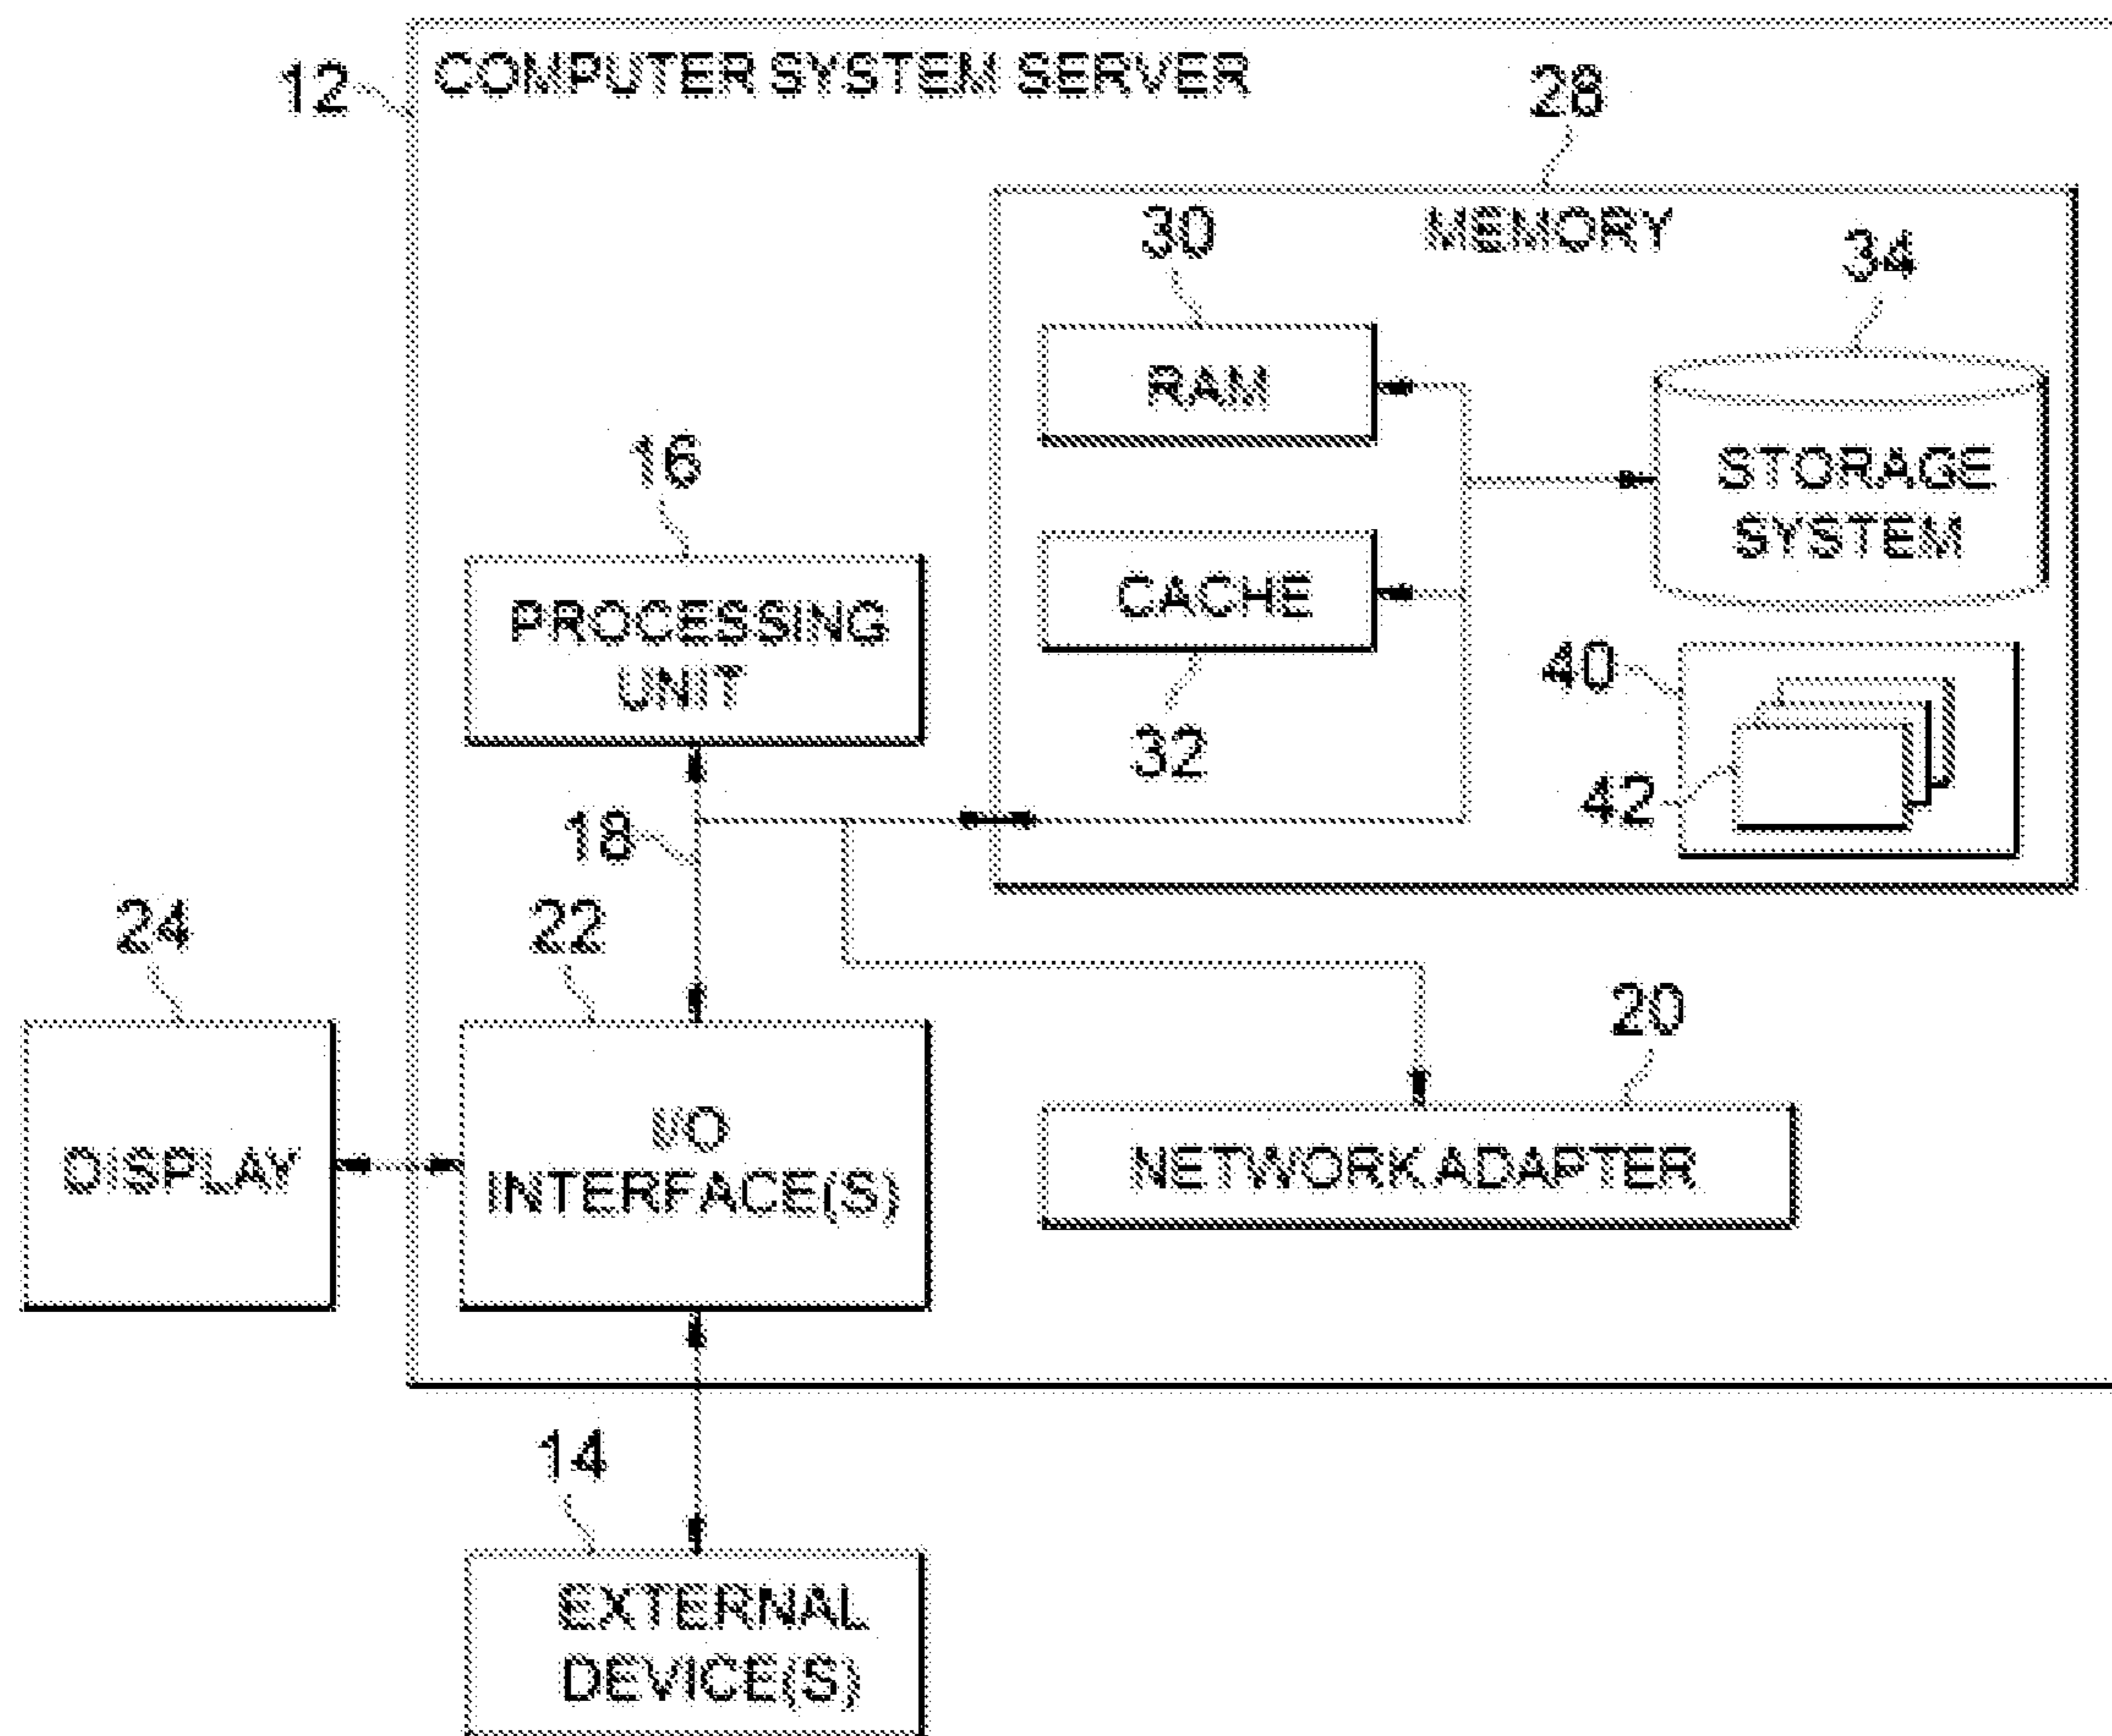 12
COMPUTER SYSTEM SERVER
28
MEMORY
30
34
RAM
STORAGE
SYSTEM
16
PROCESSING
UNIT
CACHE
32
40
42
18
24
22
20
DISPLAY
I/O
INTERFACE(S)
NETWORK ADAPTER
14
EXTERNAL
DEVICE(S)